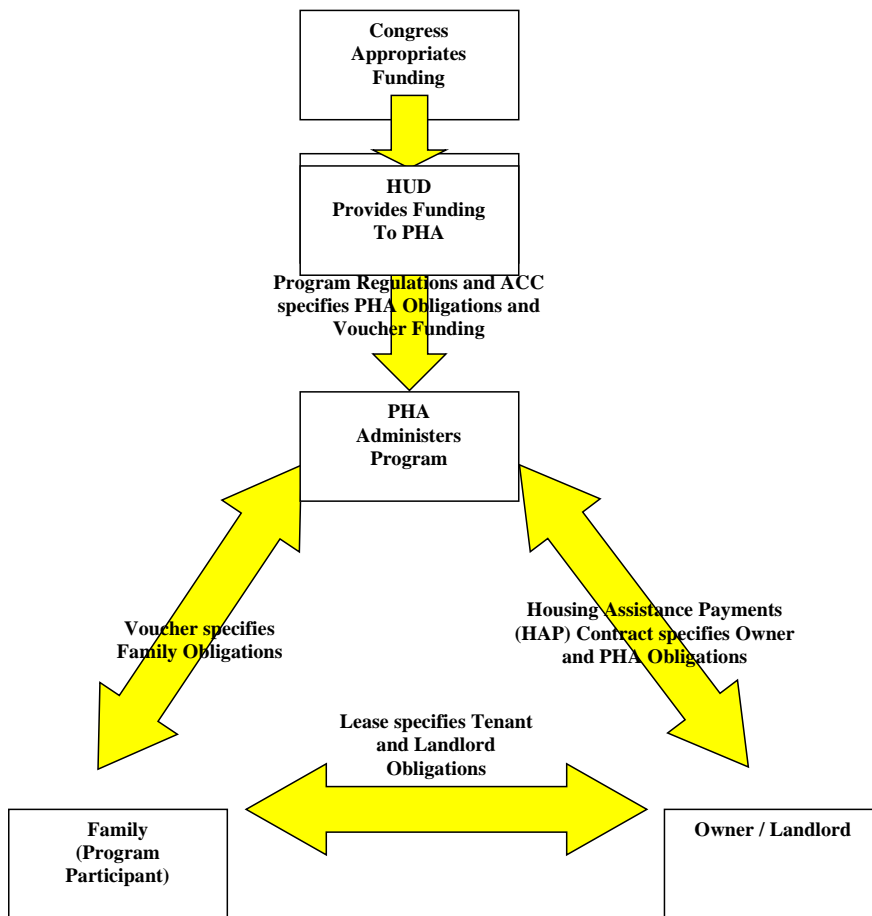 Congress
Appropriates
Funding
HUD
Provides Funding
To PHA
Program Regulations and ACC
specifies PHA Obligations and
Voucher Funding
PHA
Administers
Program
Voucher specifies
Family Obligations
Housing Assistance Payments
(HAP) Contract specifies Owner
and PHA Obligations
Lease specifies Tenant
and Landlord
Obligations
Family
(Program
Participant)
Owner / Landlord